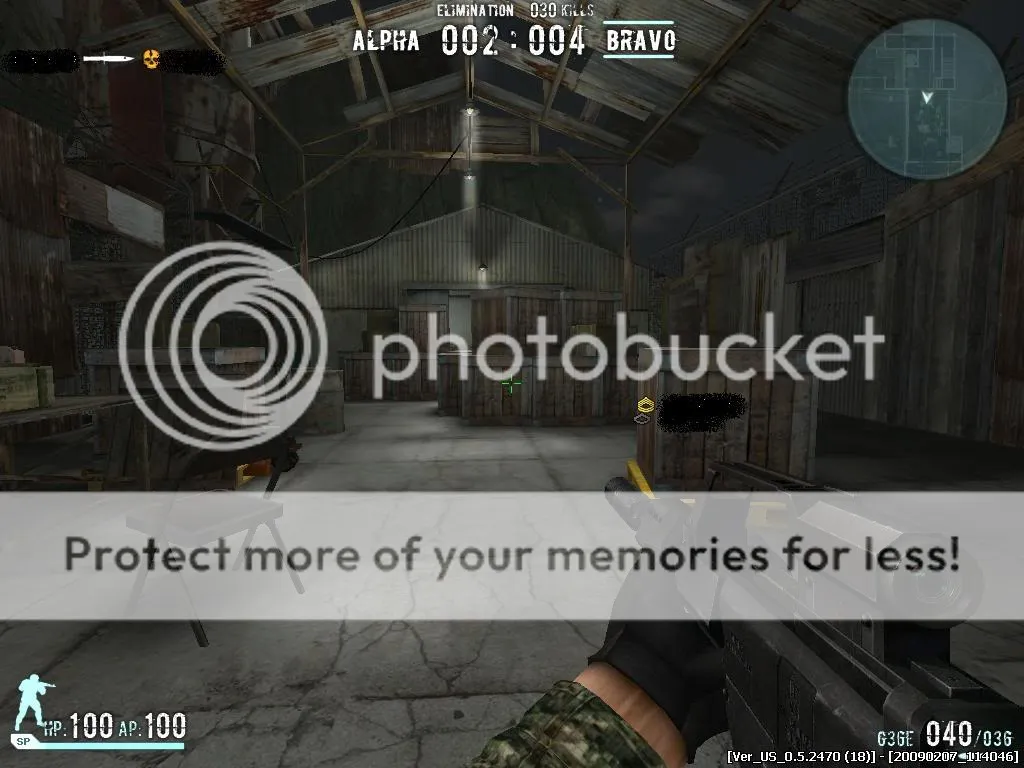 ELIMINATION 030 KILLS
ALPHA 002 : 004 BRAVO
photobucket
Protect more of your memories for less!
HP. 100 AP. 100
SP
G36E 040/036
[Ver_US_0.5.2470 (18)] - [20090207_114046]